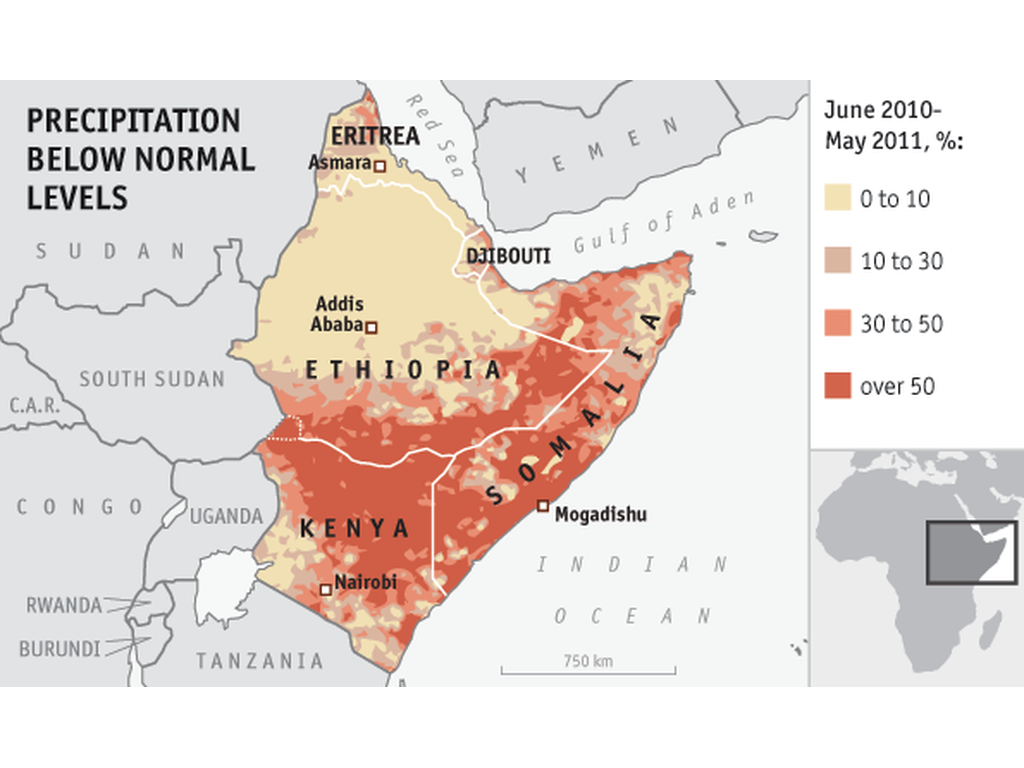 PRECIPITATION
BELOW NORMAL
LEVELS
June 2010–
May 2011, %:
0 to 10
10 to 30
30 to 50
over 50
Red Sea
YEMEN
ERITREA
Asmara
SUDAN
Gulf of Aden
DJIBOUTI
Addis
Ababa
ETHIOPIA
SOUTH SUDAN
C.A.R.
SOMALIA
CONGO
UGANDA
KENYA
Mogadishu
INDIAN
OCEAN
Nairobi
RWANDA
BURUNDI
TANZANIA
750 km